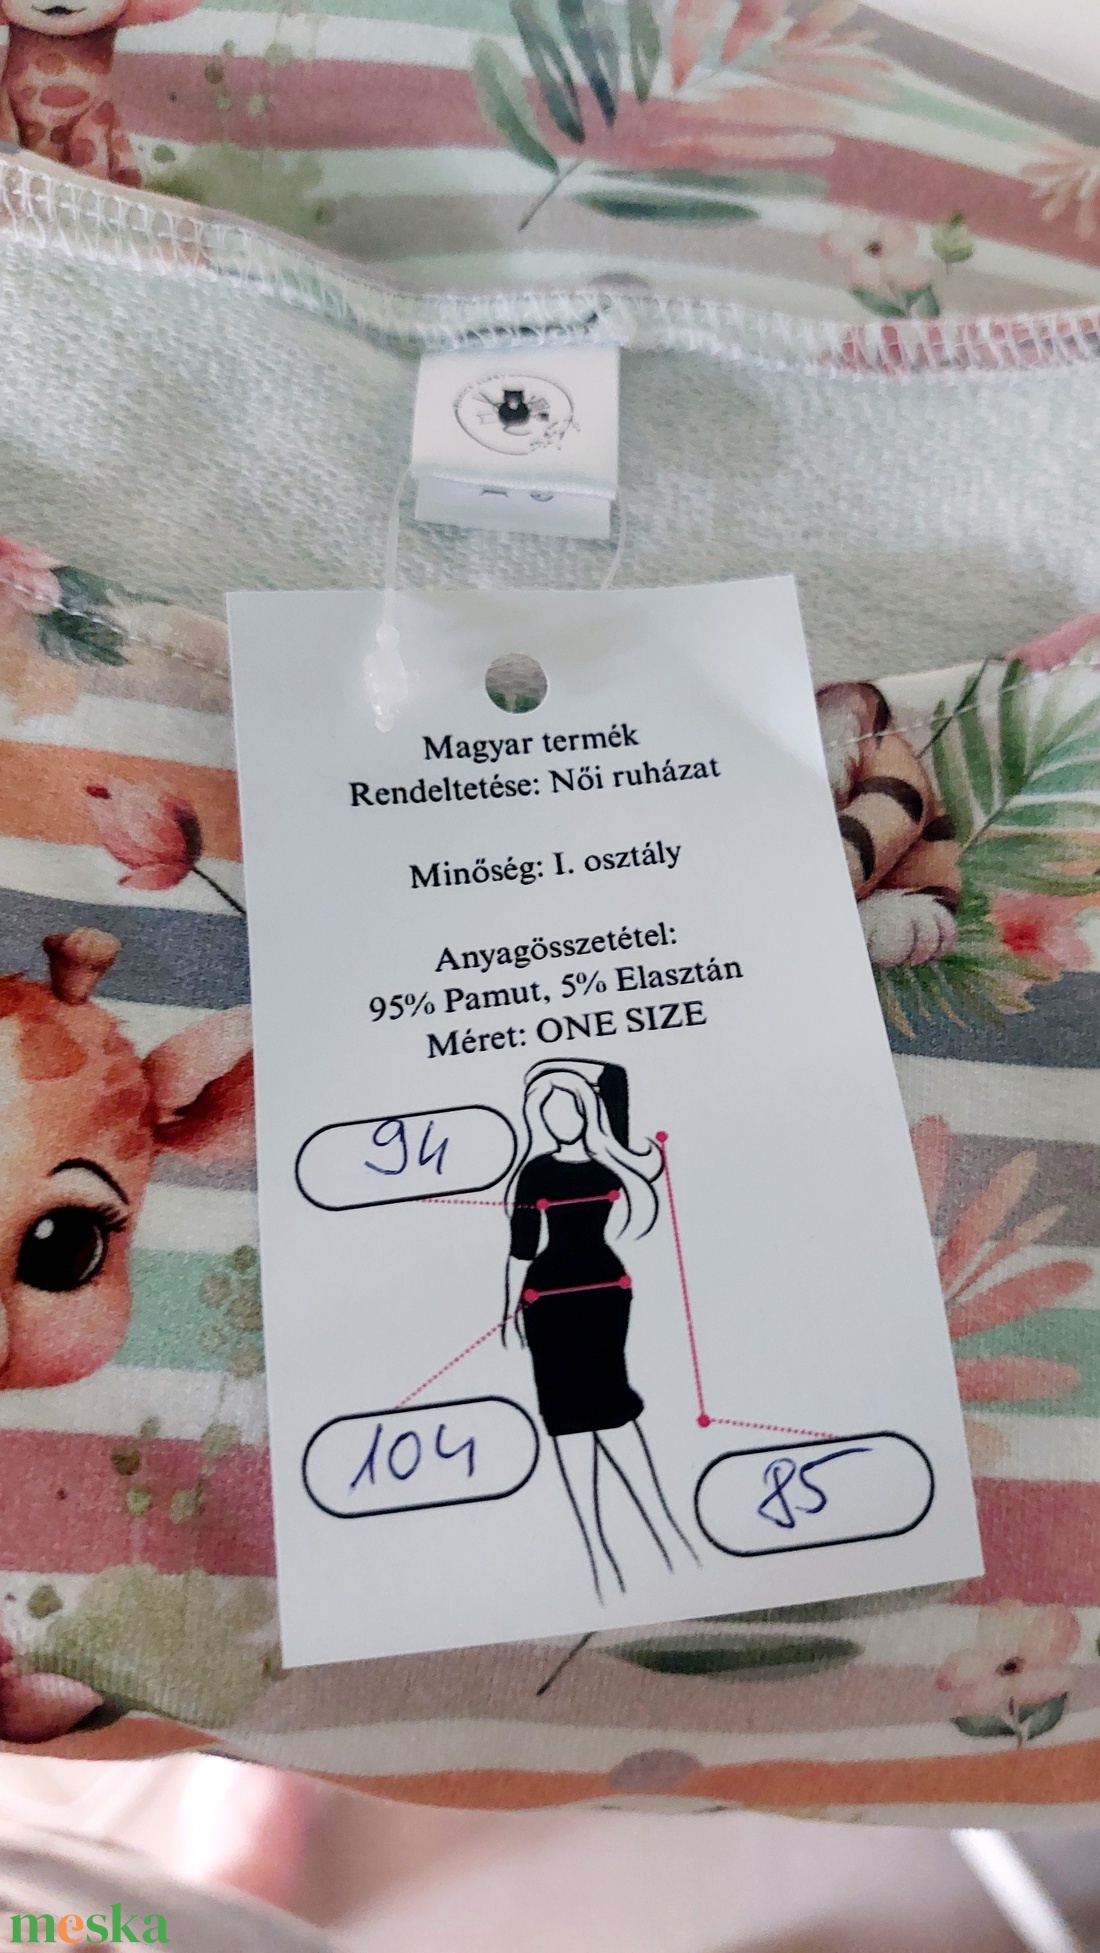 Magyar termék
Rendeltetése: Női ruházat
Minőség: I. osztály
Anyagösszetétel:
95% Pamut, 5% Elasztán
Méret: ONE SIZE
94
104
85
meska